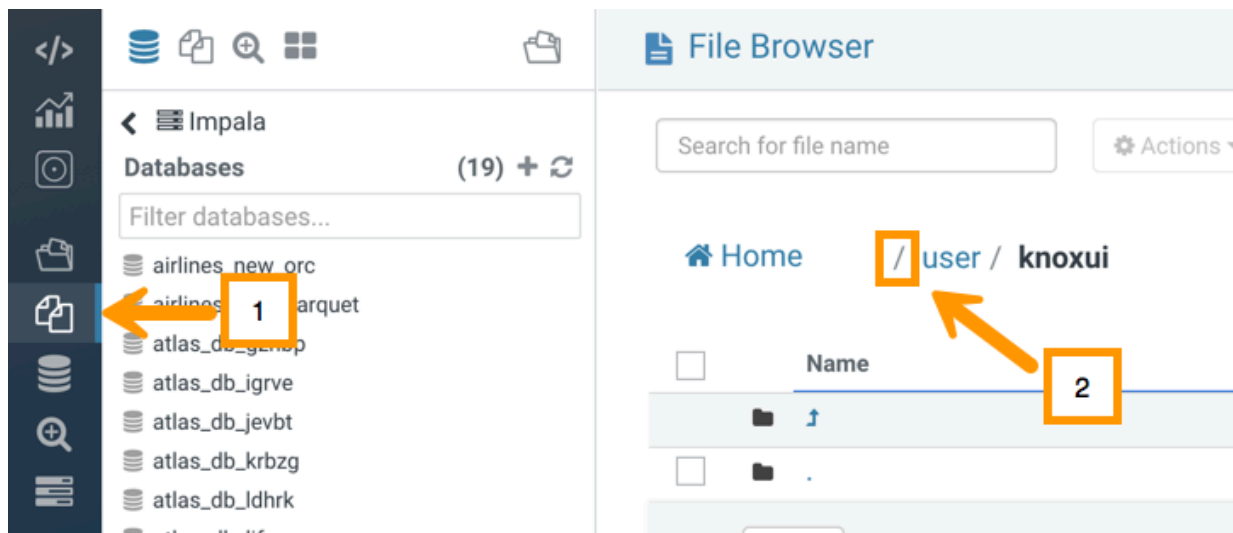 </>
File Browser
Impala
Databases (19)
Search for file name
Actions
Filter databases...
Home / user / knoxui
airlines_new_orc
1
arquet
atlas_db_igrve
Name
2
atlas_db_jevbt
atlas_db_krbzg
.
atlas_db_ldhrk